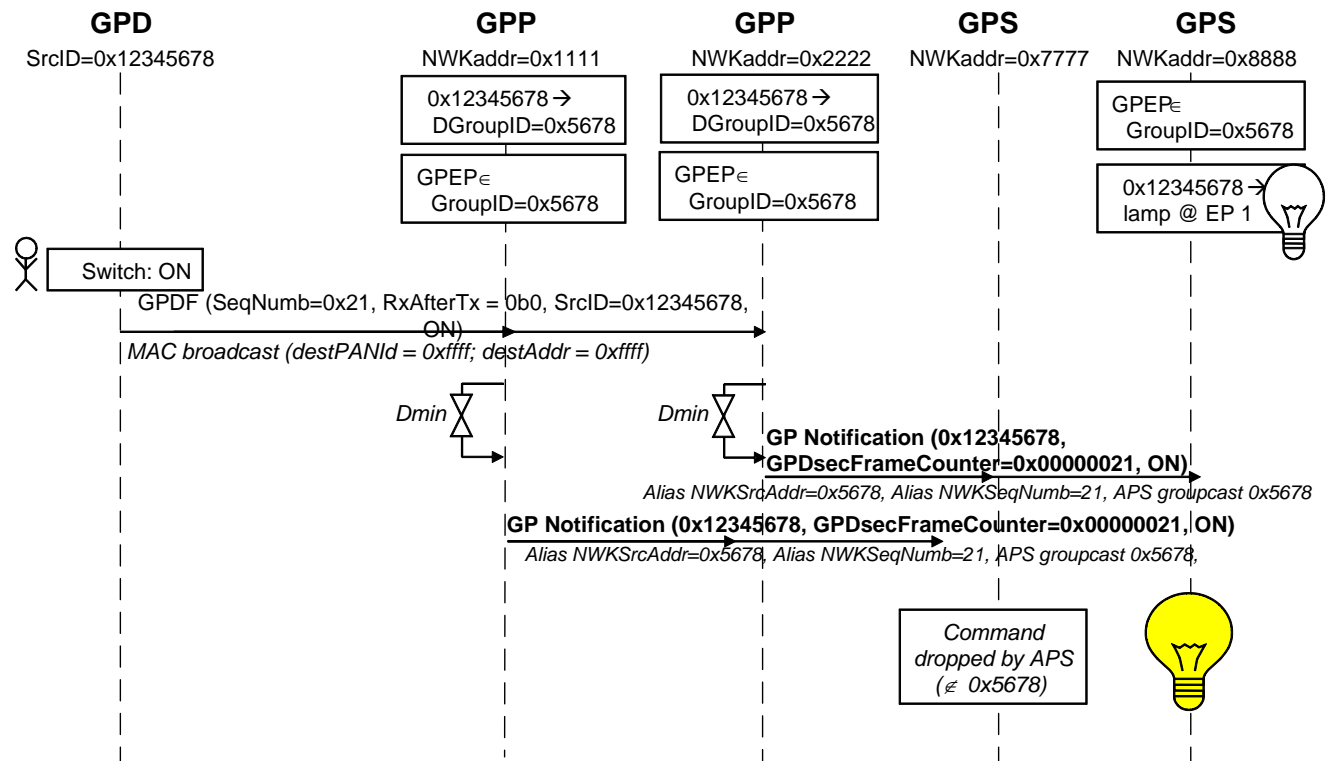 GPD
GPP
GPP
GPS
GPS
SrcID=0x12345678
NWKaddr=0x1111
NWKaddr=0x2222
NWKaddr=0x7777
NWKaddr=0x8888
0x12345678→
DGroupID=0x5678
0x12345678→
DGroupID=0x5678
GPEP∈
GroupID=0x5678
GPEP∈
GroupID=0x5678
GPEP∈
GroupID=0x5678
0x12345678→
lamp @ EP 1
Switch: ON
GPDF (SeqNumb=0x21, RxAfterTx = 0b0, SrcID=0x12345678,
ON)
MAC broadcast (destPANId = 0xffff; destAddr = 0xffff)
Dmin
Dmin
GP Notification (0x12345678,
GPDsecFrameCounter=0x00000021, ON)
Alias NWKSrcAddr=0x5678, Alias NWKSeqNumb=21, APS groupcast 0x5678
GP Notification (0x12345678, GPDsecFrameCounter=0x00000021, ON)
Alias NWKSrcAddr=0x5678, Alias NWKSeqNumb=21, APS groupcast 0x5678,
Command
dropped by APS
(∉ 0x5678)